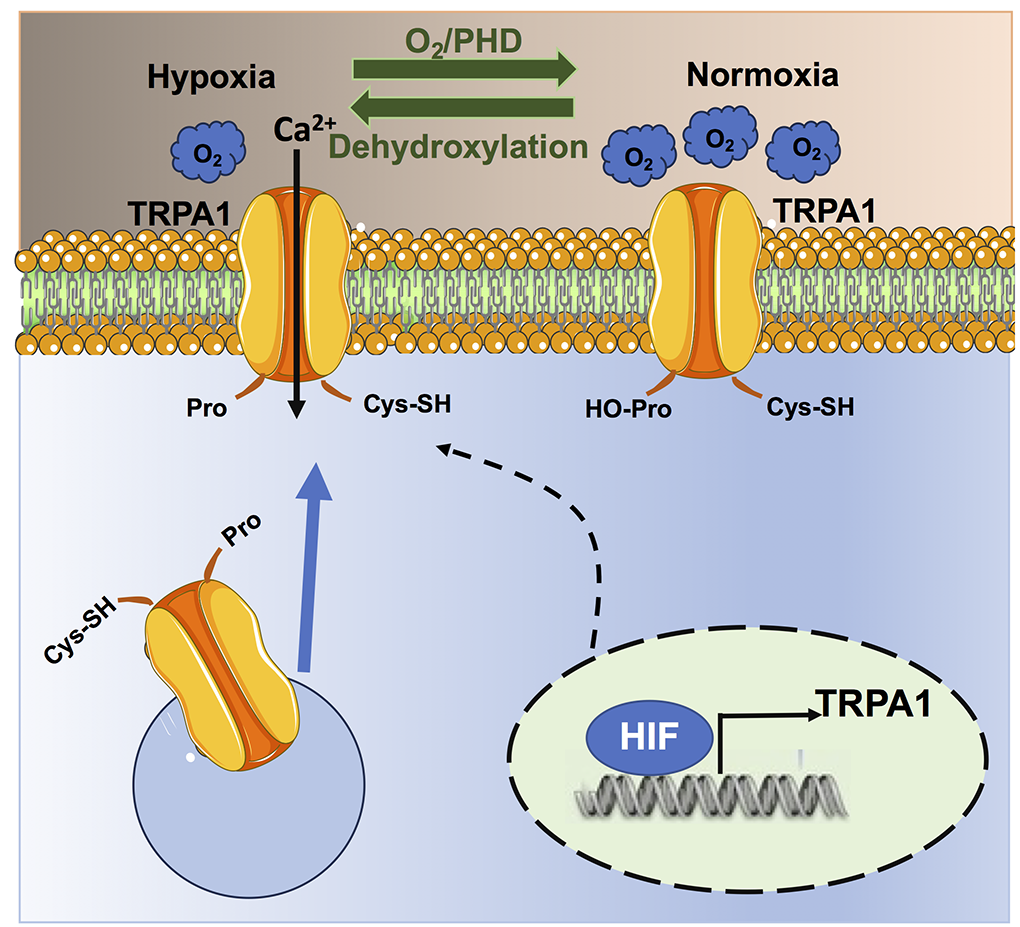 O₂/PHD
Hypoxia
Normoxia
Ca²⁺
Dehydroxylation
O₂
O₂
O₂
O₂
TRPA1
TRPA1
Pro
Cys-SH
HO-Pro
Cys-SH
Pro
Cys-SH
TRPA1
HIF